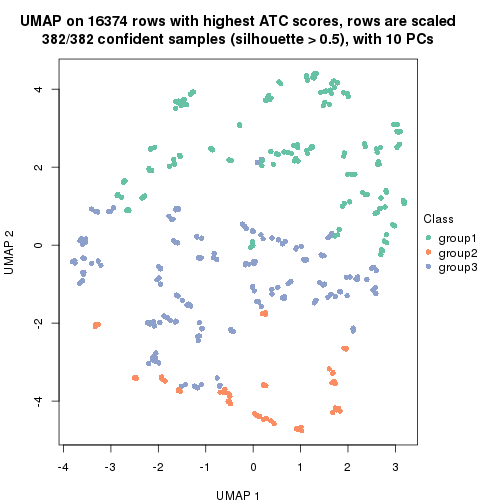 UMAP on 16374 rows with highest ATC scores, rows are scaled
382/382 confident samples (silhouette > 0.5), with 10 PCs
4
2
0
-2
-4
UMAP 2
-4 -3 -2 -1 0 1 2 3
UMAP 1
Class
group1
group2
group3